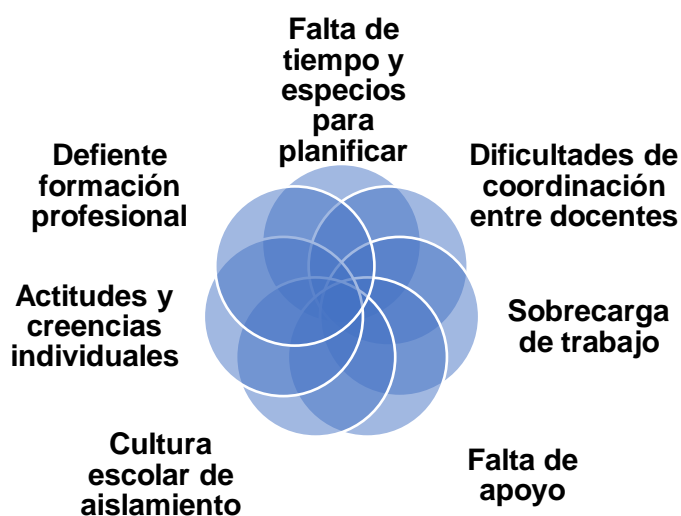 Falta de
tiempo y
especios
para
planificar
Dificultades de
coordinación
entre docentes
Sobrecarga
de trabajo
Falta de
apoyo
Cultura
escolar de
aislamiento
Actitudes y
creencias
individuales
Defiente
formación
profesional